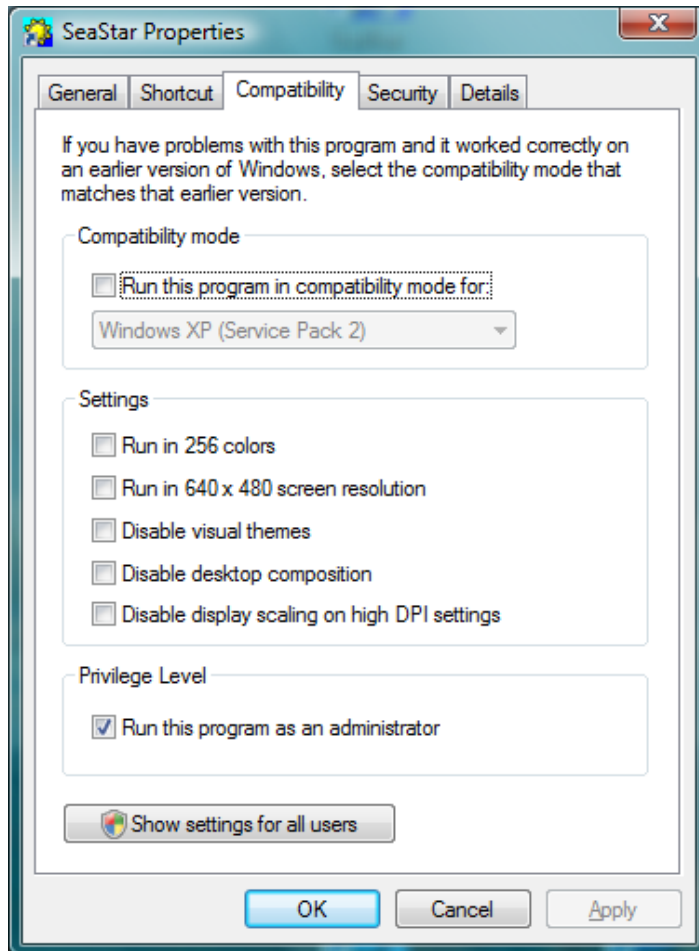 SeaStar Properties
General Shortcut Compatibility Security Details
If you have problems with this program and it worked correctly on
an earlier version of Windows, select the compatibility mode that
matches that earlier version.
Compatibility mode
Run this program in compatibility mode for:
Windows XP (Service Pack 2)
Settings
Run in 256 colors
Run in 640 x 480 screen resolution
Disable visual themes
Disable desktop composition
Disable display scaling on high DPI settings
Privilege Level
Run this program as an administrator
Show settings for all users
OK Cancel Apply